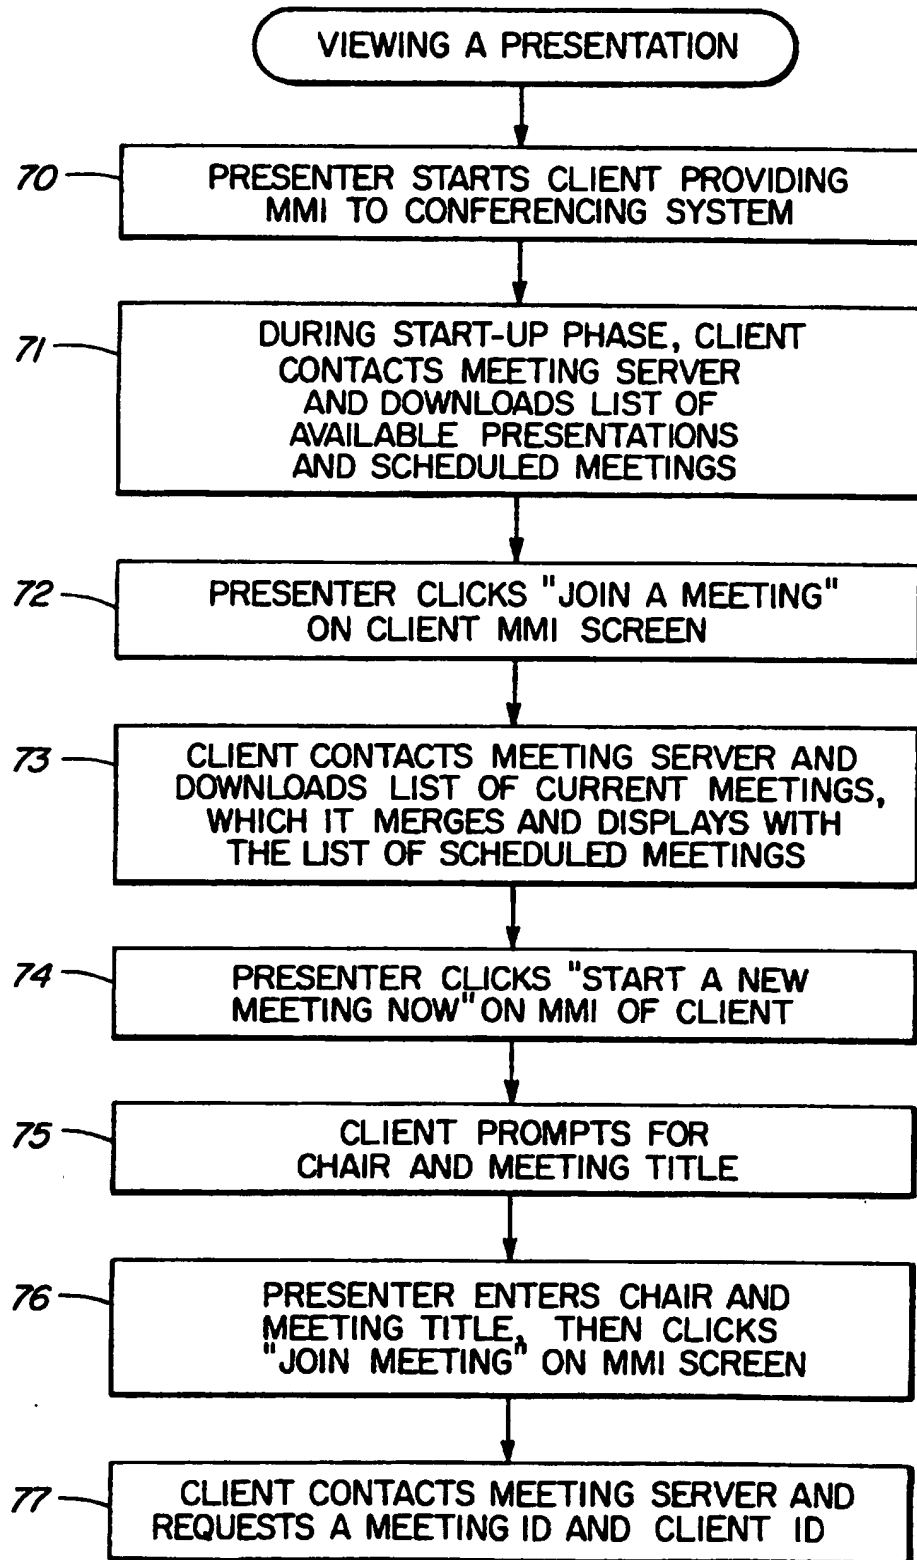 VIEWING A PRESENTATION
70
PRESENTER STARTS CLIENT PROVIDING
MMI TO CONFERENCING SYSTEM
71
DURING START-UP PHASE, CLIENT
CONTACTS MEETING SERVER
AND DOWNLOADS LIST OF
AVAILABLE PRESENTATIONS
AND SCHEDULED MEETINGS
72
PRESENTER CLICKS "JOIN A MEETING"
ON CLIENT MMI SCREEN
73
CLIENT CONTACTS MEETING SERVER AND
DOWNLOADS LIST OF CURRENT MEETINGS,
WHICH IT MERGES AND DISPLAYS WITH
THE LIST OF SCHEDULED MEETINGS
74
PRESENTER CLICKS "START A NEW
MEETING NOW" ON MMI OF CLIENT
75
CLIENT PROMPTS FOR
CHAIR AND MEETING TITLE
76
PRESENTER ENTERS CHAIR AND
MEETING TITLE, THEN CLICKS
"JOIN MEETING" ON MMI SCREEN
77
CLIENT CONTACTS MEETING SERVER AND
REQUESTS A MEETING ID AND CLIENT ID